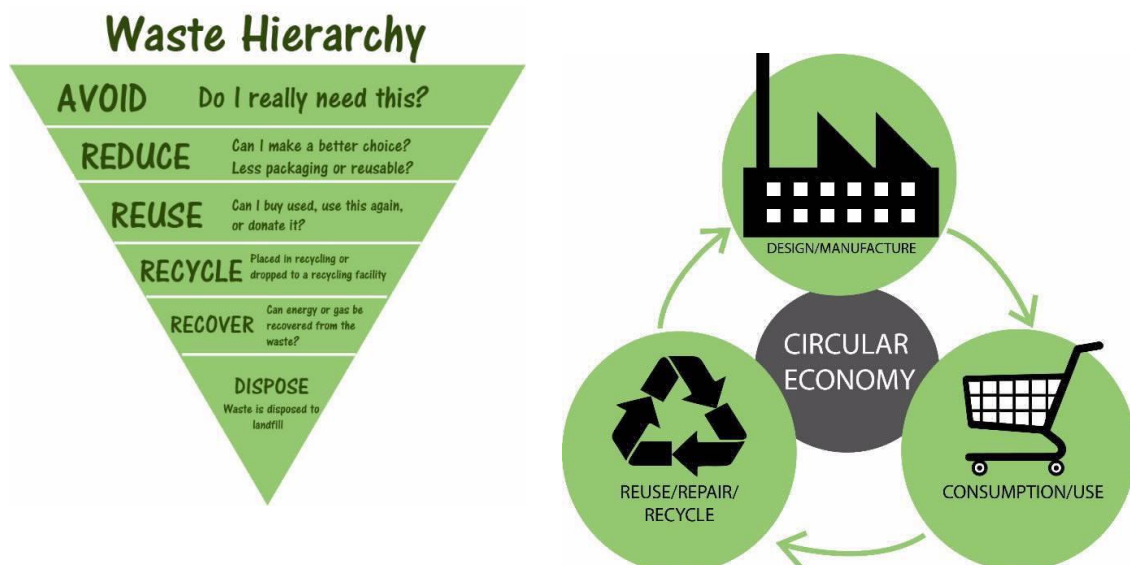 Waste Hierarchy
AVOID Do I really need this?
REDUCE Can I make a better choice?
Less packaging or reusable?
REUSE Can I buy used, use this again,
or donate it?
RECYCLE Placed in recycling or
dropped to a recycling facility
RECOVER Can energy or gas be
recovered from the
waste?
DISPOSE
Waste is disposed to
landfill
DESIGN/MANUFACTURE
CIRCULAR
ECONOMY
CONSUMPTION/USE
REUSE/REPAIR/
RECYCLE